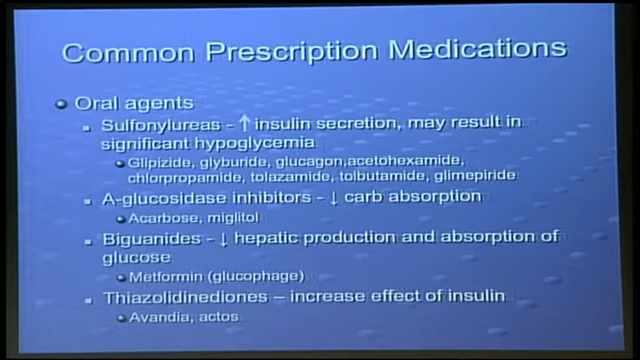 Common Prescription Medications
Oral agents
Sulfonylureas - ↑ insulin secretion, may result in
significant hypoglycemia
Glipizide, glyburide, glucagon,acetohexamide,
chlorpropamide, tolazamide, tolbutamide, glimepiride
A-glucosidase inhibitors - ↓ carb absorption
Acarbose, miglitol
Biguanides - ↓ hepatic production and absorption of
glucose
Metformin (glucophage)
Thiazolidinediones – increase effect of insulin
Avandia, actos